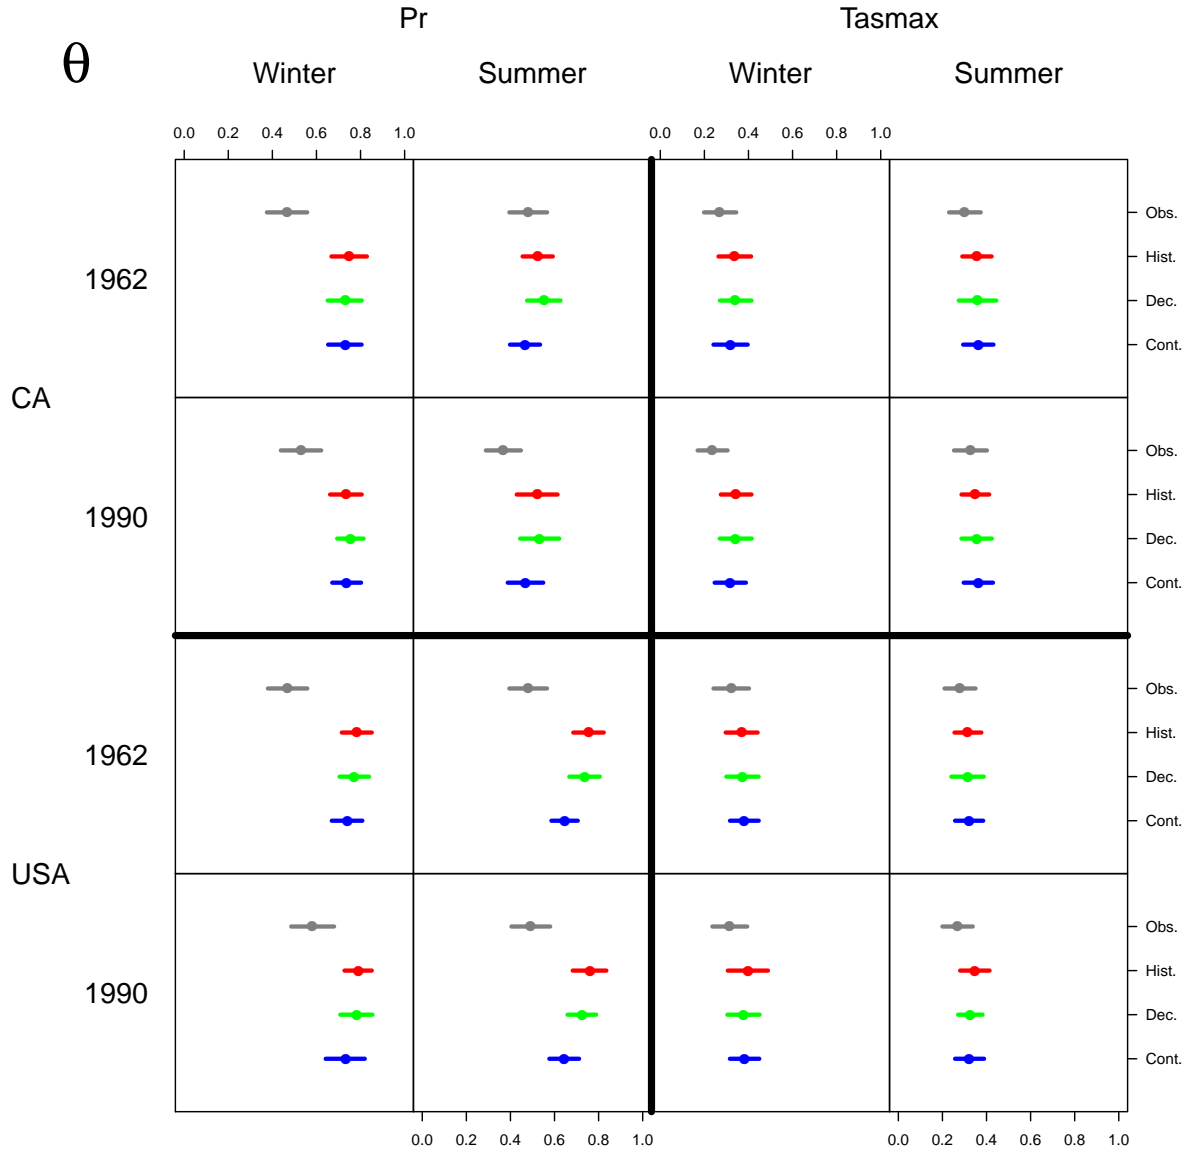 Pr Tasmax
θ
Winter Summer Winter Summer
0.0 0.2 0.4 0.6 0.8 1.0 0.0 0.2 0.4 0.6 0.8 1.0
Obs.
Hist.
1962
Dec.
Cont.
CA
Obs.
Hist.
1990
Dec.
Cont.
Obs.
Hist.
1962
Dec.
Cont.
USA
Obs.
Hist.
1990
Dec.
Cont.
0.0 0.2 0.4 0.6 0.8 1.0 0.0 0.2 0.4 0.6 0.8 1.0